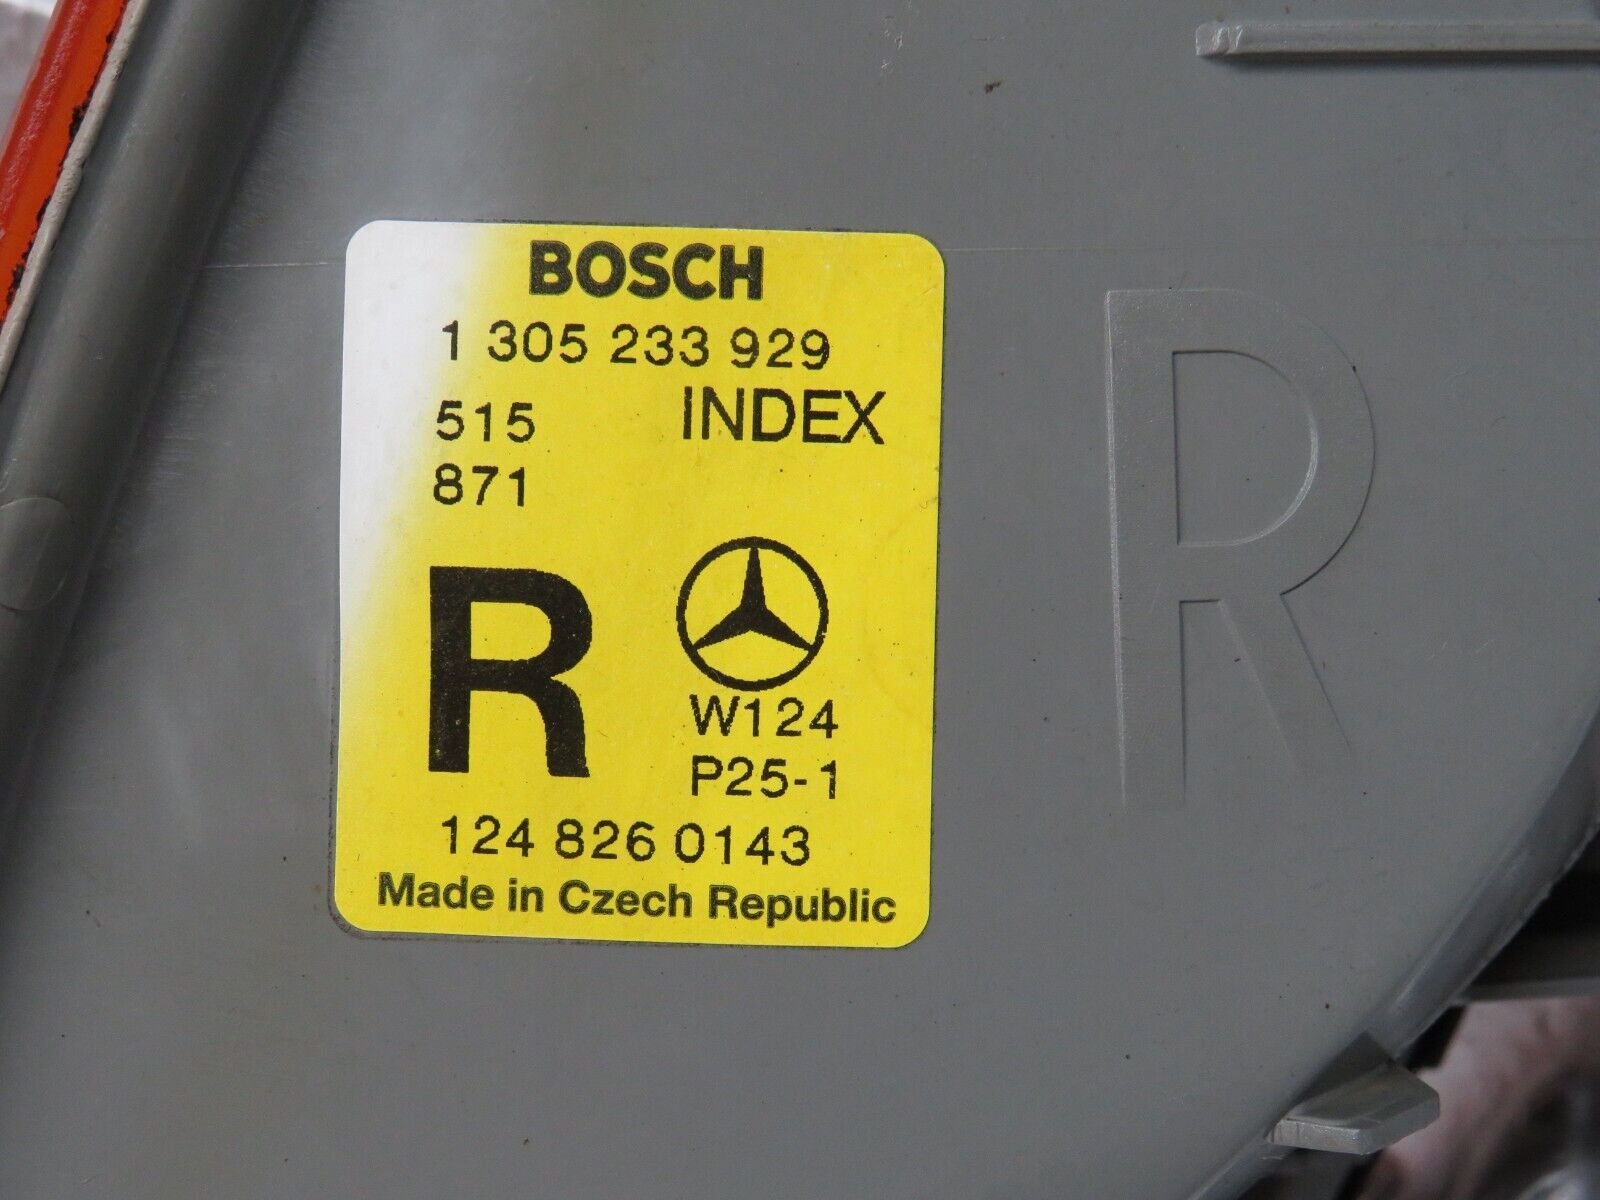 BOSCH
1 305 233 929
515 INDEX
871
R
W124
P25-1
124 826 0143
Made in Czech Republic
R